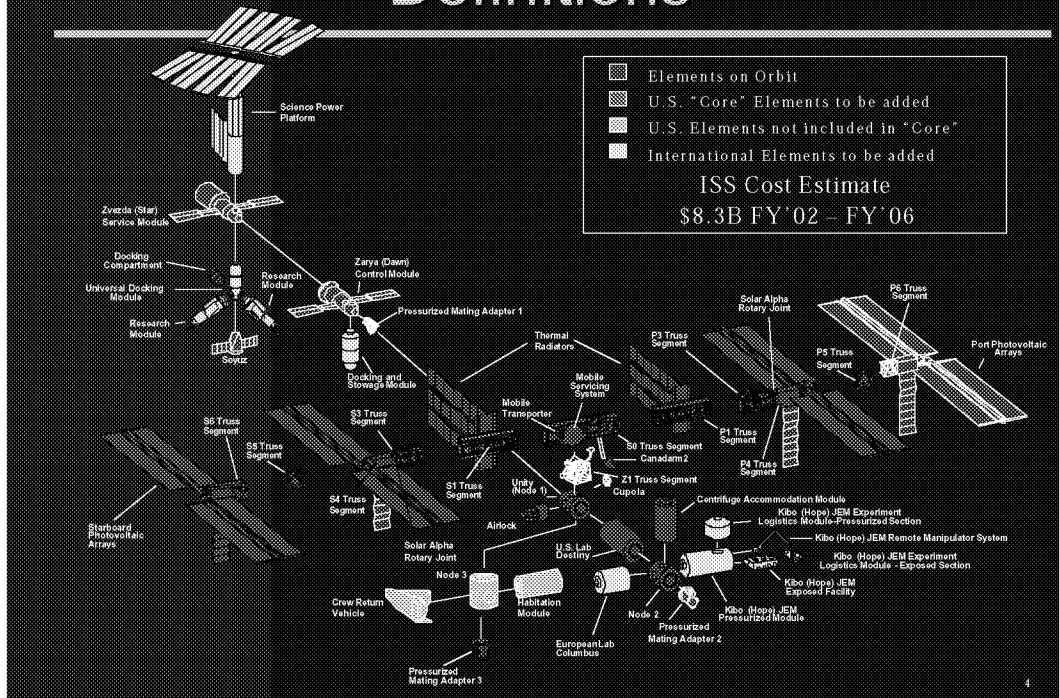 Definitions
Elements on Orbit
U.S. “Core” Elements to be added
U.S. Elements not included in “Core”
International Elements to be added
ISS Cost Estimate
$8.3B FY’02 – FY’06
Science Power
Platform
Zvezda (Star)
Service Module
Docking
Compartment
Universal Docking
Module
Research
Module
Research
Module
Soyuz
Zarya (Dawn)
Control Module
Pressurized Mating Adapter 1
Docking and
Stowage Module
Thermal
Radiators
Mobile
Servicing
System
Mobile
Transporter
P3 Truss
Segment
Solar Alpha
Rotary Joint
P6 Truss
Segment
P5 Truss
Segment
Port Photovoltaic
Arrays
P1 Truss
Segment
P4 Truss
Segment
S0 Truss Segment
Canadarm2
Z1 Truss Segment
Cupola
S6 Truss
Segment
S5 Truss
Segment
S3 Truss
Segment
S4 Truss
Segment
S1 Truss
Segment
Starboard
Photovoltaic
Arrays
Unity
(Node 1)
Airlock
Solar Alpha
Rotary Joint
Node 3
U.S. Lab
Destiny
Centrifuge Accommodation Module
Kibo (Hope) JEM Experiment
Logistics Module-Pressurized Section
Kibo (Hope) JEM Remote Manipulator System
Kibo (Hope) JEM Experiment
Logistics Module - Exposed Section
Kibo (Hope) JEM
Exposed Facility
Kibo (Hope) JEM
Pressurized Module
Crew Return
Vehicle
Habitation
Module
Node 2
Pressurized
Mating Adapter 2
European Lab
Columbus
Pressurized
Mating Adapter 3
4